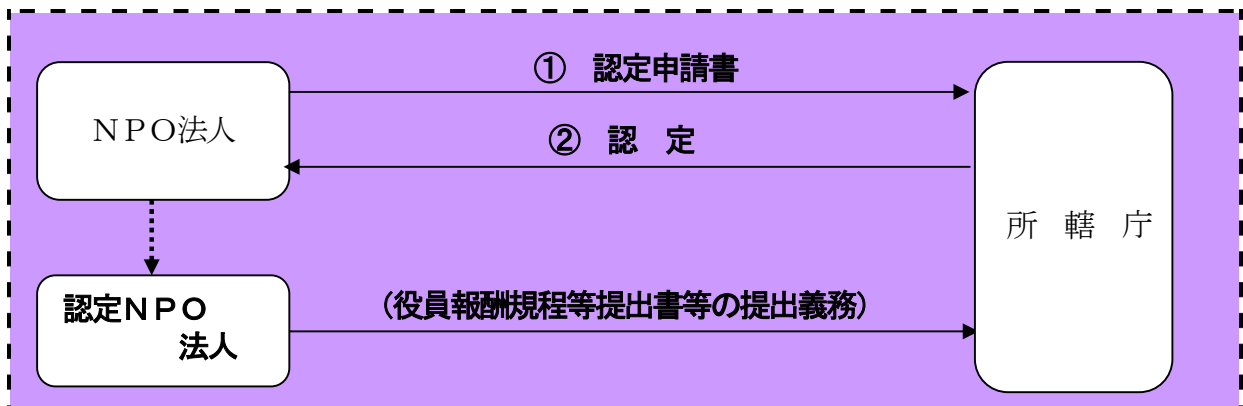 ① 認定申請書
ＮＰＯ法人
② 認　定
所　轄　庁
認定ＮＰＯ
法人
（役員報酬規程等提出書等の提出義務）